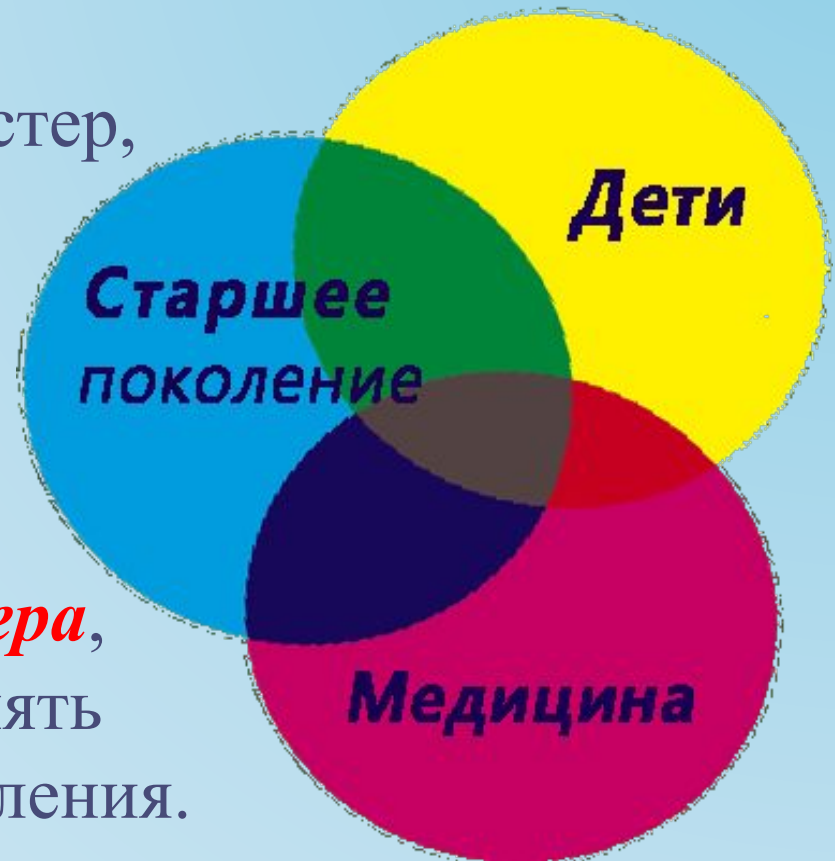 стер,
Дети
Старшее
поколение
ера,
Медицина
ять
ления.